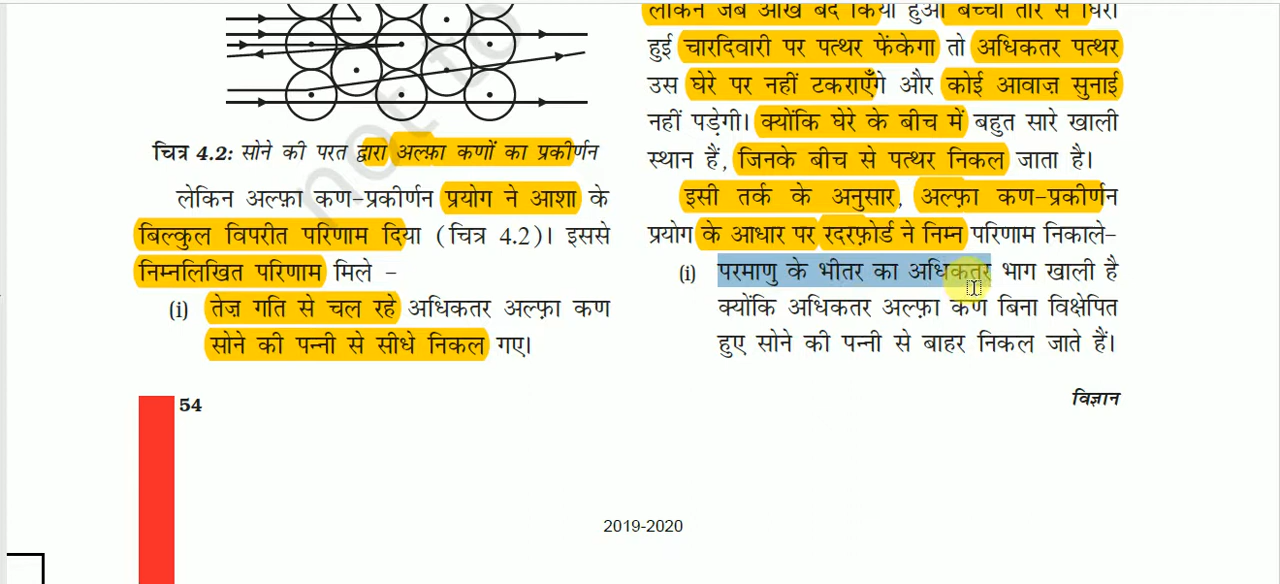 चित्र 4.2: सोने की परत द्वारा अल्फ़ा कणों का प्रकीर्णन
लेकिन अल्फ़ा कण-प्रकीर्णन प्रयोग ने आशा के
बिल्कुल विपरीत परिणाम दिया (चित्र 4.2)। इससे
निम्नलिखित परिणाम मिले –
(i) तेज़ गति से चल रहे अधिकतर अल्फ़ा कण
सोने की पन्नी से सीधे निकल गए।
54
लेकिन जब आँख बंद किया हुआ बच्चा तार से घिरी
हुई चारदिवारी पर पत्थर फेंकेगा तो अधिकतर पत्थर
उस घेरे पर नहीं टकराएँगे और कोई आवाज़ सुनाई
नहीं पड़ेगी। क्योंकि घेरे के बीच में बहुत सारे खाली
स्थान हैं, जिनके बीच से पत्थर निकल जाता है।
इसी तर्क के अनुसार, अल्फ़ा कण-प्रकीर्णन
प्रयोग के आधार पर रदरफ़ोर्ड ने निम्न परिणाम निकाले–
(i) परमाणु के भीतर का अधिकतर भाग खाली है
क्योंकि अधिकतर अल्फ़ा कण बिना विक्षेपित
हुए सोने की पन्नी से बाहर निकल जाते हैं।
विज्ञान
2019-2020